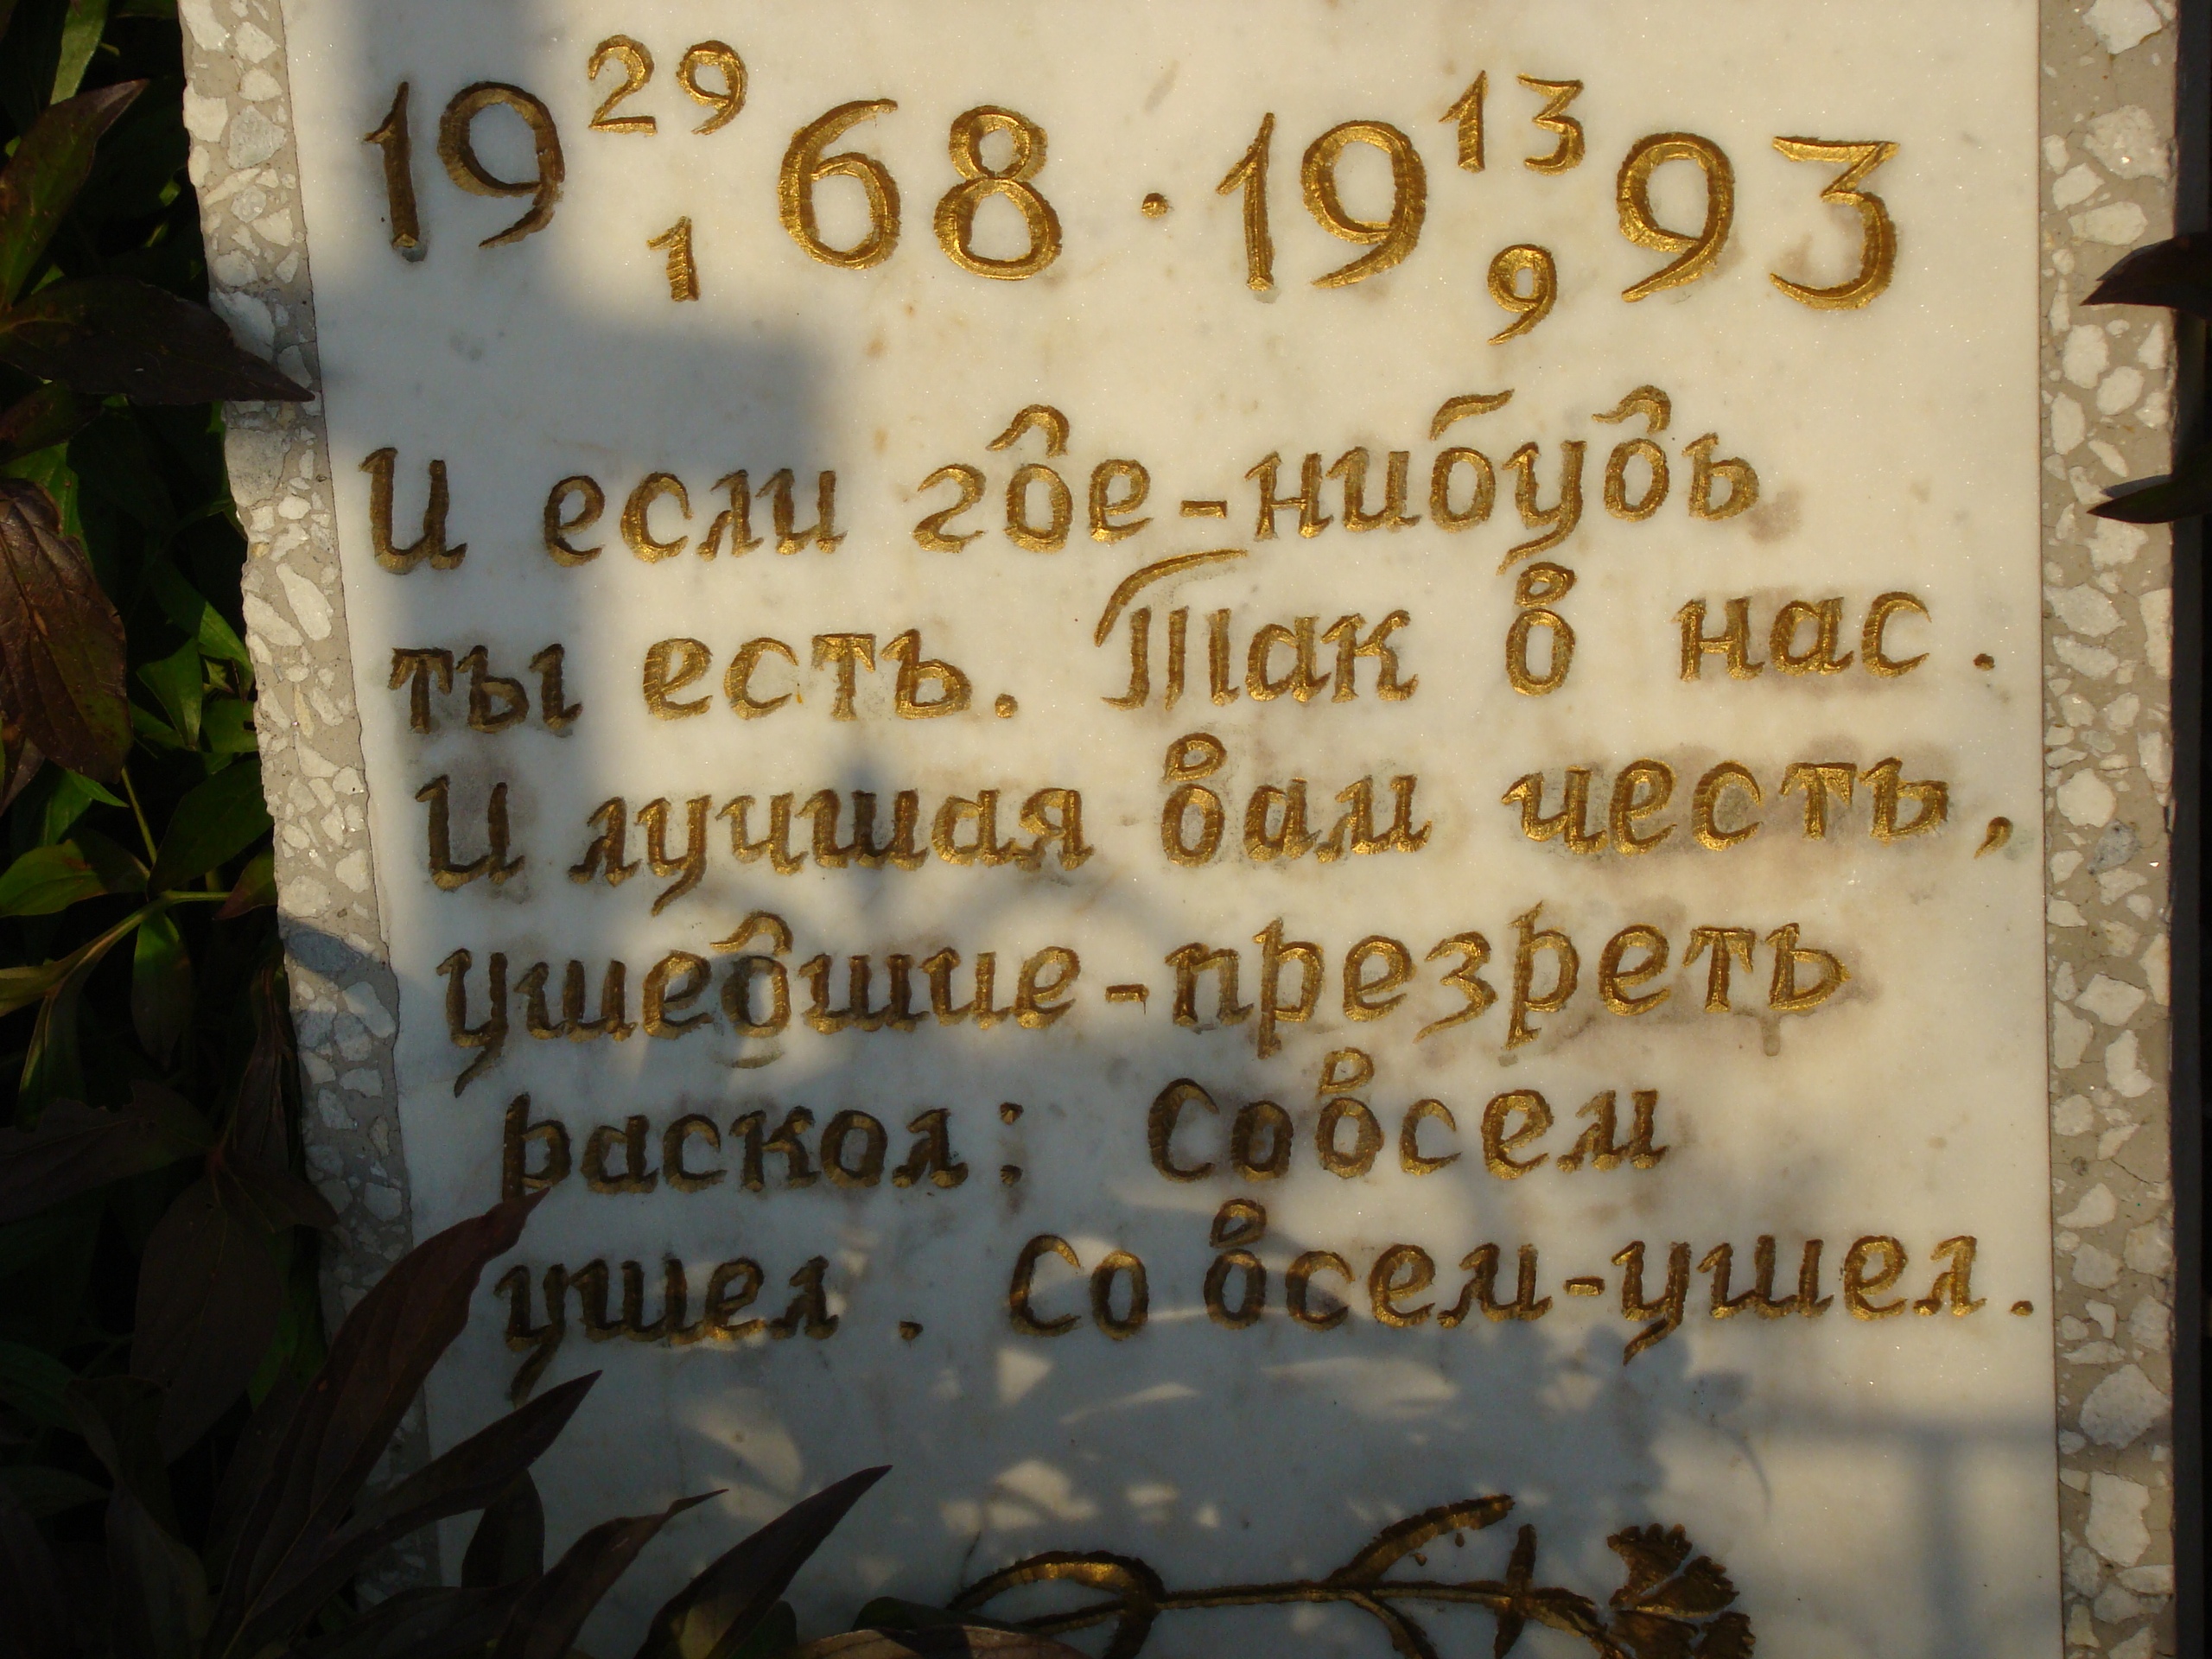 19 29 1 68 · 19 13 9 93
И если где-нибудь
ты есть. Так в нас.
И лучшая вам честь,
ушедшие-презреть
раскол: Совсем
ушел. Со всем-ушел.